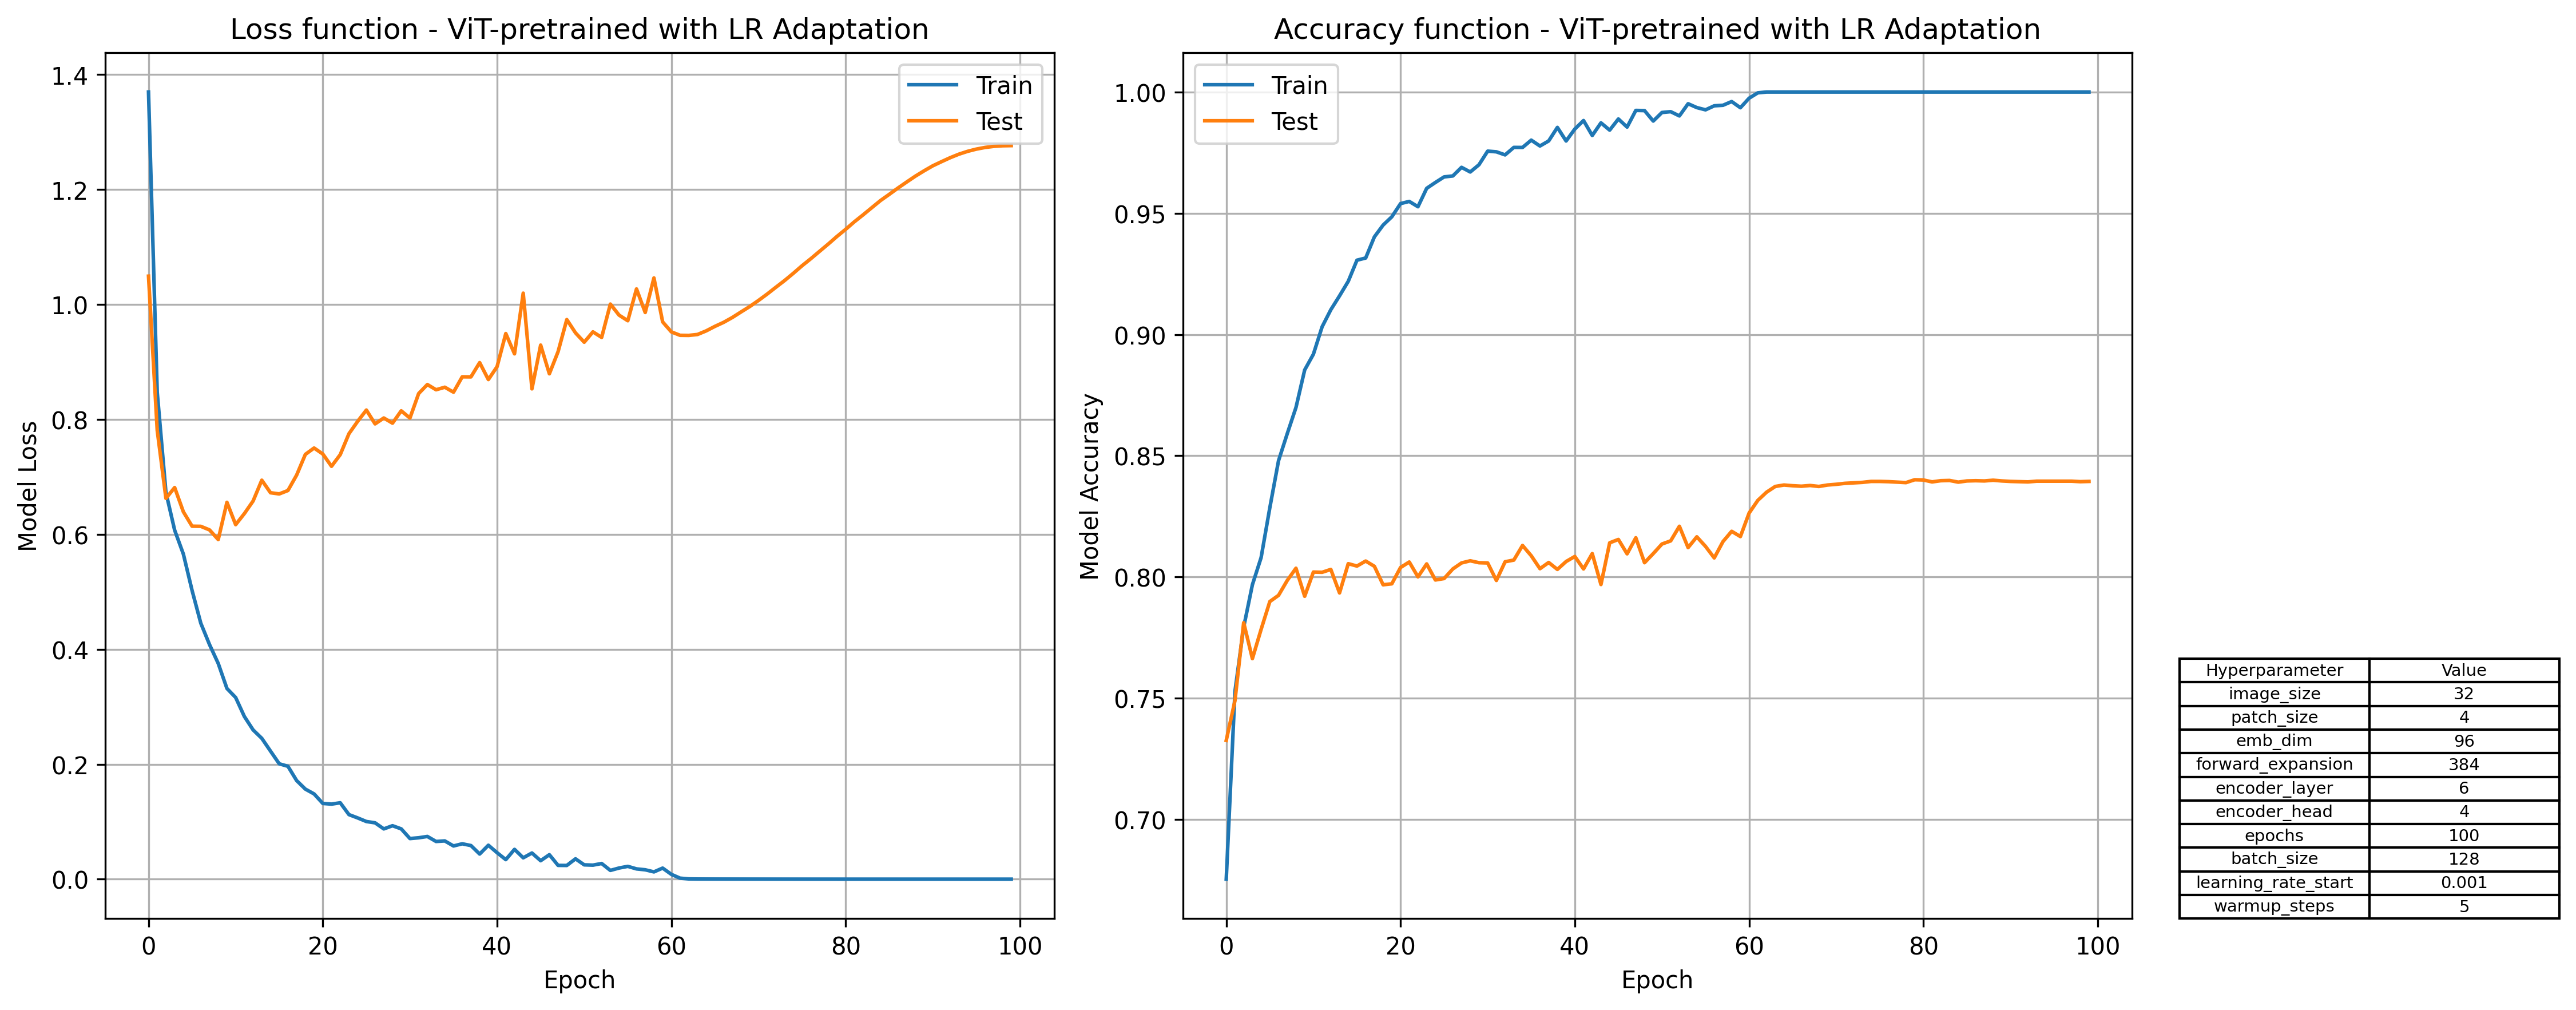 Loss function - ViT-pretrained with LR Adaptation
Train
Test
1.4
1.2
1.0
0.8
0.6
0.4
0.2
0.0
Model Loss
0 20 40 60 80 100
Epoch
Accuracy function - ViT-pretrained with LR Adaptation
Train
Test
1.00
0.95
0.90
0.85
0.80
0.75
0.70
Model Accuracy
0 20 40 60 80 100
Epoch
Hyperparameter Value
image_size 32
patch_size 4
emb_dim 96
forward_expansion 384
encoder_layer 6
encoder_head 4
epochs 100
batch_size 128
learning_rate_start 0.001
warmup_steps 5